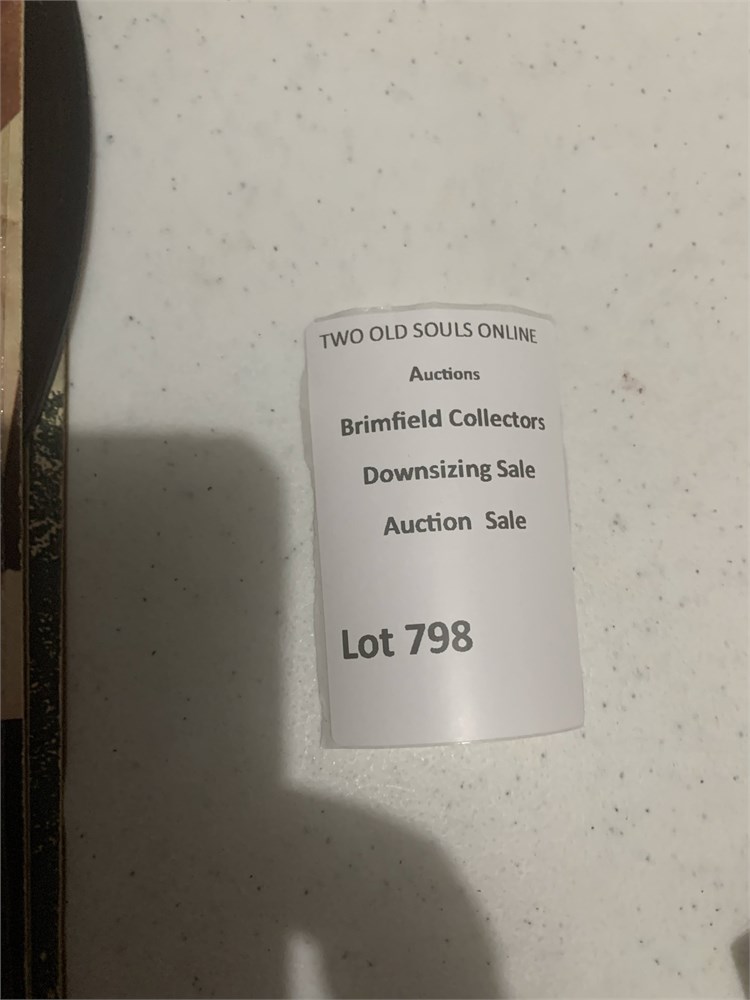 TWO OLD SOULS ONLINE
Auctions
Brimfield Collectors
Downsizing Sale
Auction Sale
Lot 798